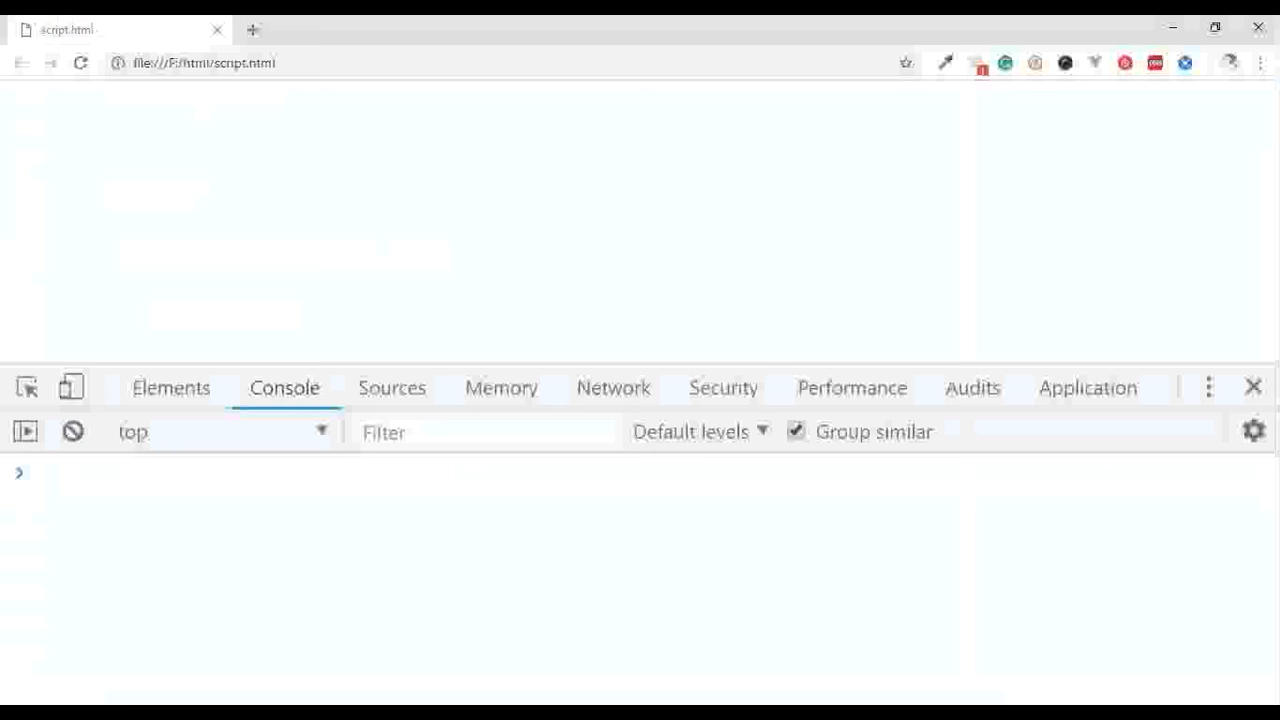 script.html
file:///F:/html/script.html
Elements Console Sources Memory Network Security Performance Audits Application
top Filter Default levels Group similar